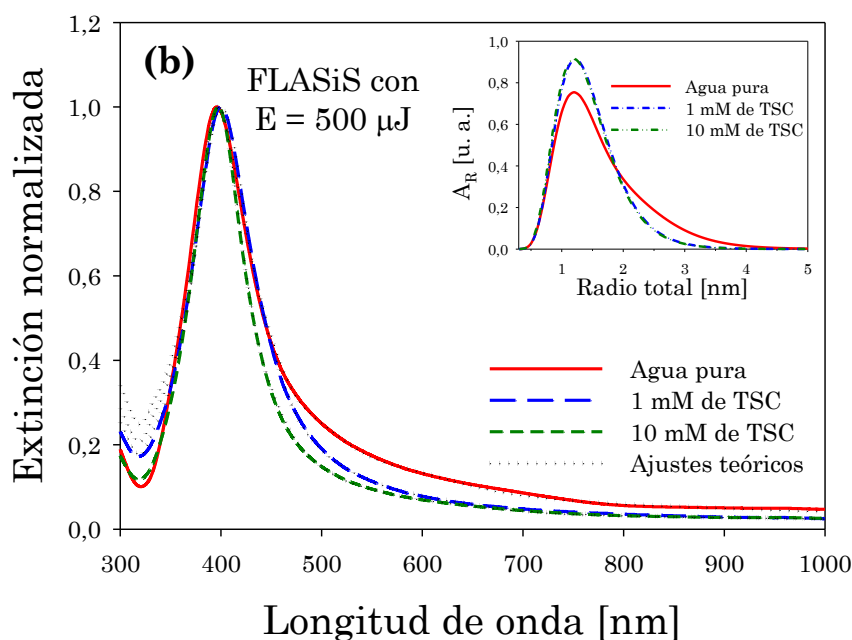 (b)
FLASiS con
E = 500 µJ
Extinción normalizada
1,2
1,0
0,8
0,6
0,4
0,2
0,0
300 400 500 600 700 800 900 1000
Longitud de onda [nm]
Agua pura
1 mM de TSC
10 mM de TSC
Ajustes teóricos
A_R [u. a.]
1,0
0,8
0,6
0,4
0,2
0,0
1 2 3 4 5
Radio total [nm]
Agua pura
1 mM de TSC
10 mM de TSC